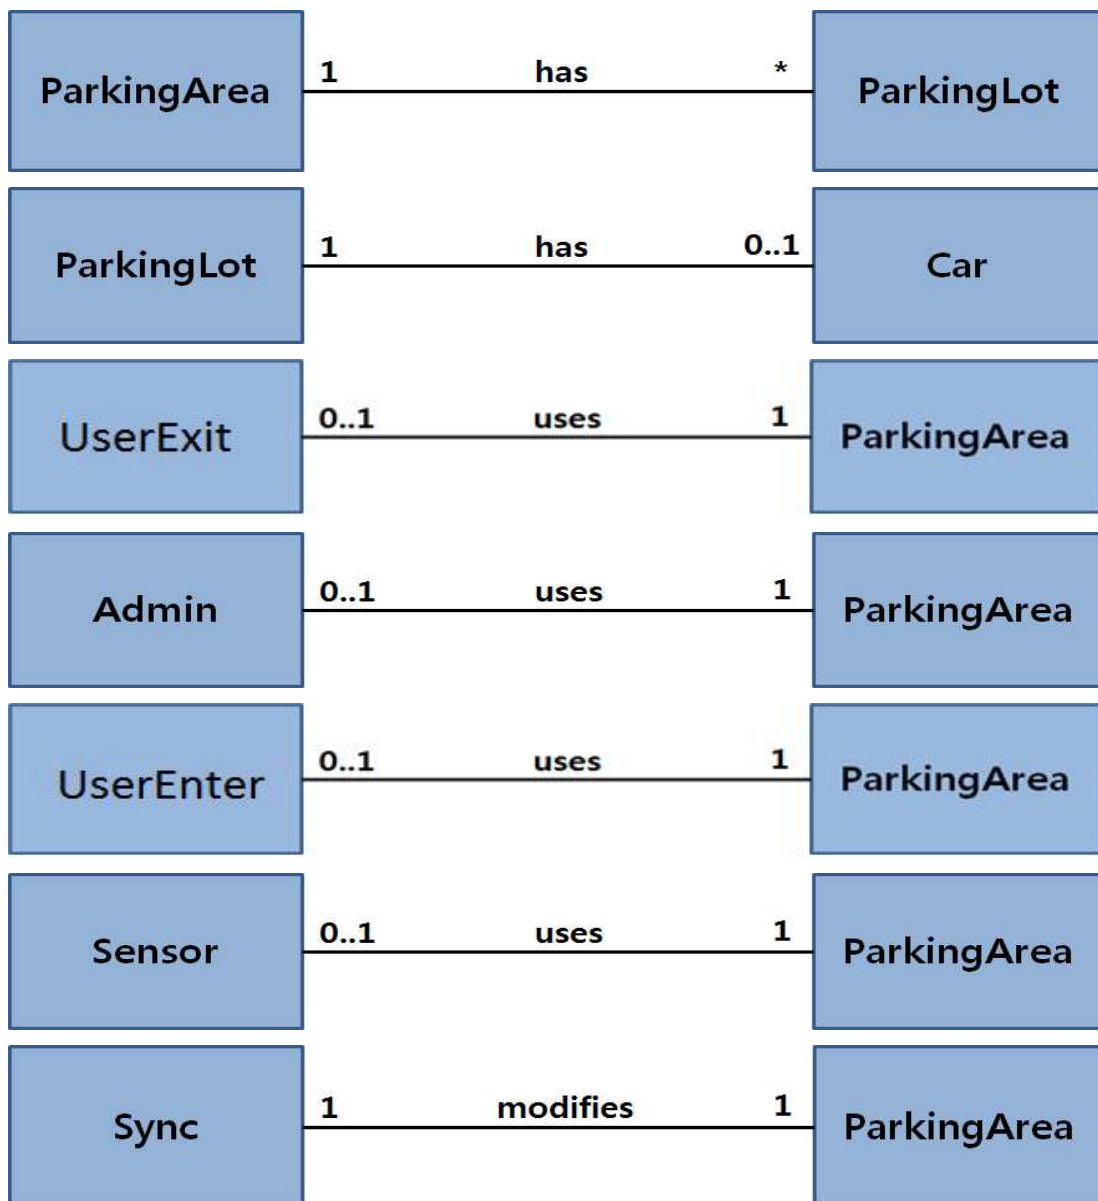 ParkingArea 1 has * ParkingLot
ParkingLot 1 has 0..1 Car
UserExit 0..1 uses 1 ParkingArea
Admin 0..1 uses 1 ParkingArea
UserEnter 0..1 uses 1 ParkingArea
Sensor 0..1 uses 1 ParkingArea
Sync 1 modifies 1 ParkingArea